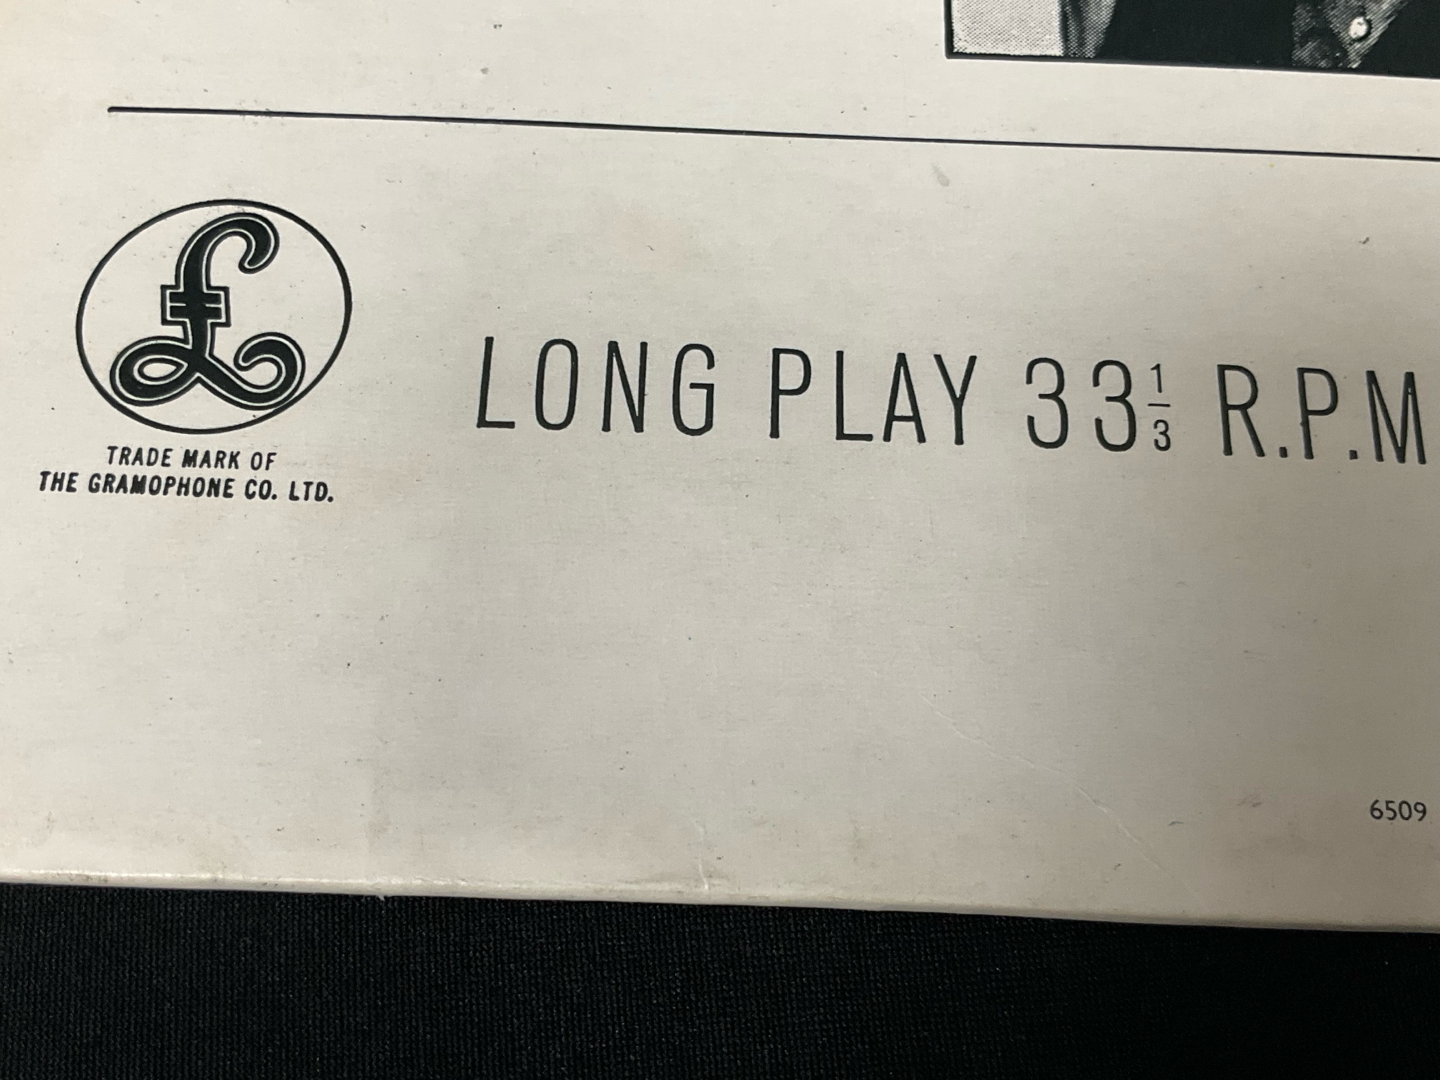 £
TRADE MARK OF
THE GRAMOPHONE CO. LTD.
LONG PLAY 33⅓ R.P.M
6509